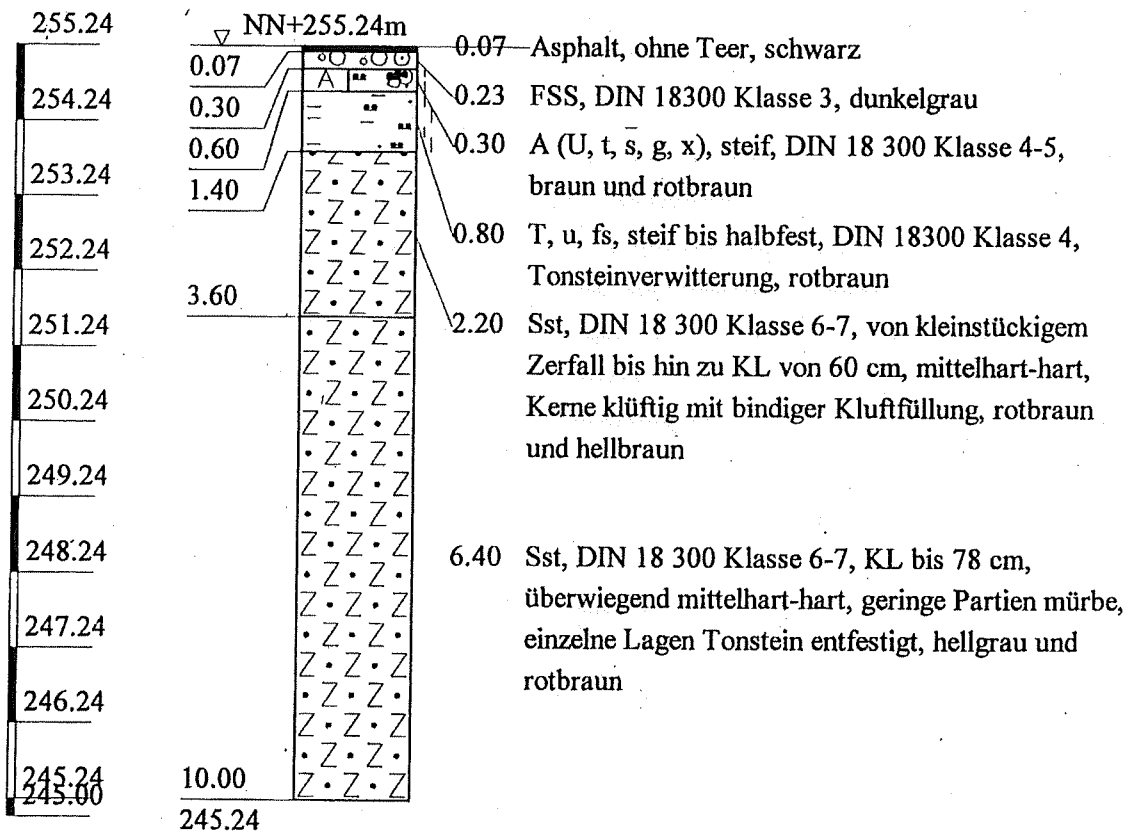 255.24
254.24
253.24
252.24
251.24
250.24
249.24
248.24
247.24
246.24
245.24
245.00
NN+255.24m
0.07
0.30
0.60
1.40
3.60
10.00
245.24
A
0.07 Asphalt, ohne Teer, schwarz
0.23 FSS, DIN 18300 Klasse 3, dunkelgrau
0.30 A (U, t, s̄, g, x), steif, DIN 18 300 Klasse 4-5,
braun und rotbraun
0.80 T, u, fs, steif bis halbfest, DIN 18300 Klasse 4,
Tonsteinverwitterung, rotbraun
2.20 Sst, DIN 18 300 Klasse 6-7, von kleinstückigem
Zerfall bis hin zu KL von 60 cm, mittelhart-hart,
Kerne klüftig mit bindiger Kluftfüllung, rotbraun
und hellbraun
6.40 Sst, DIN 18 300 Klasse 6-7, KL bis 78 cm,
überwiegend mittelhart-hart, geringe Partien mürbe,
einzelne Lagen Tonstein entfestigt, hellgrau und
rotbraun